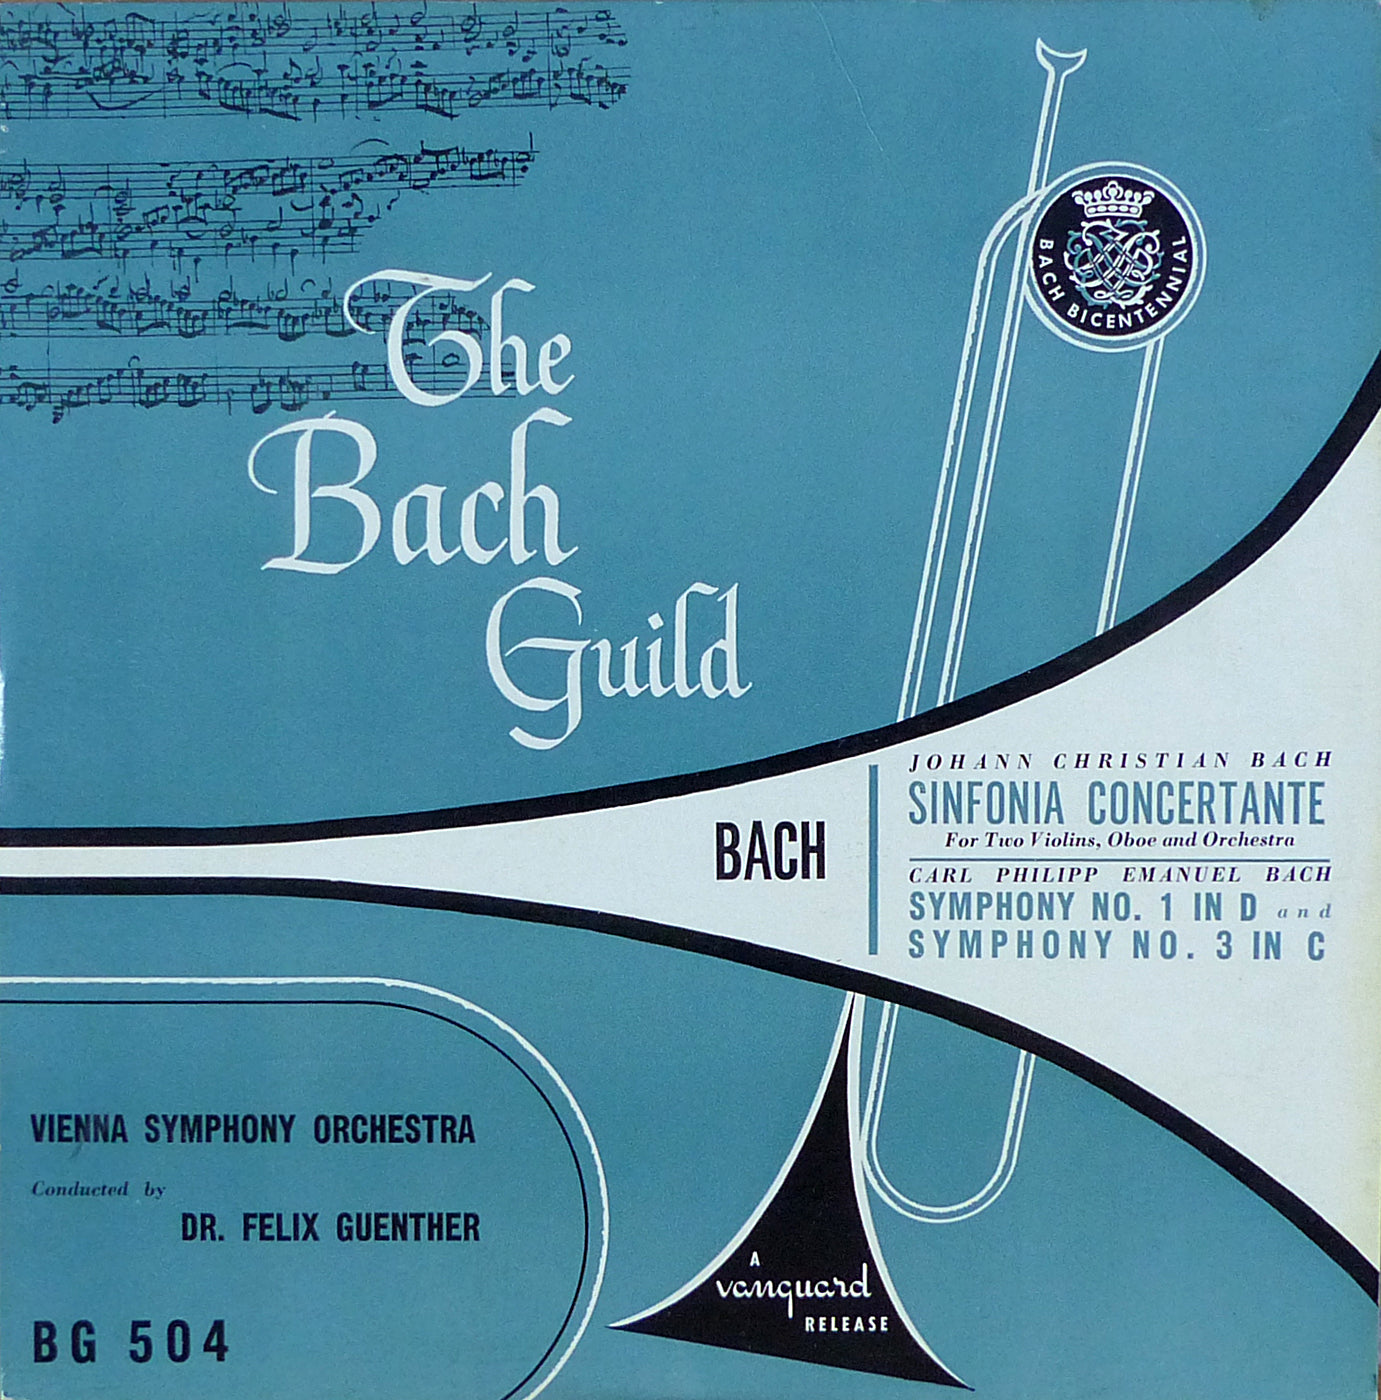 The
Bach
Guild
BACH BICENTENNIAL
BACH
JOHANN CHRISTIAN BACH
SINFONIA CONCERTANTE
For Two Violins, Oboe and Orchestra
CARL PHILIPP EMANUEL BACH
SYMPHONY NO. 1 IN D and
SYMPHONY NO. 3 IN C
VIENNA SYMPHONY ORCHESTRA
Conducted by
DR. FELIX GUENTHER
BG 504
A
vanguard
RELEASE